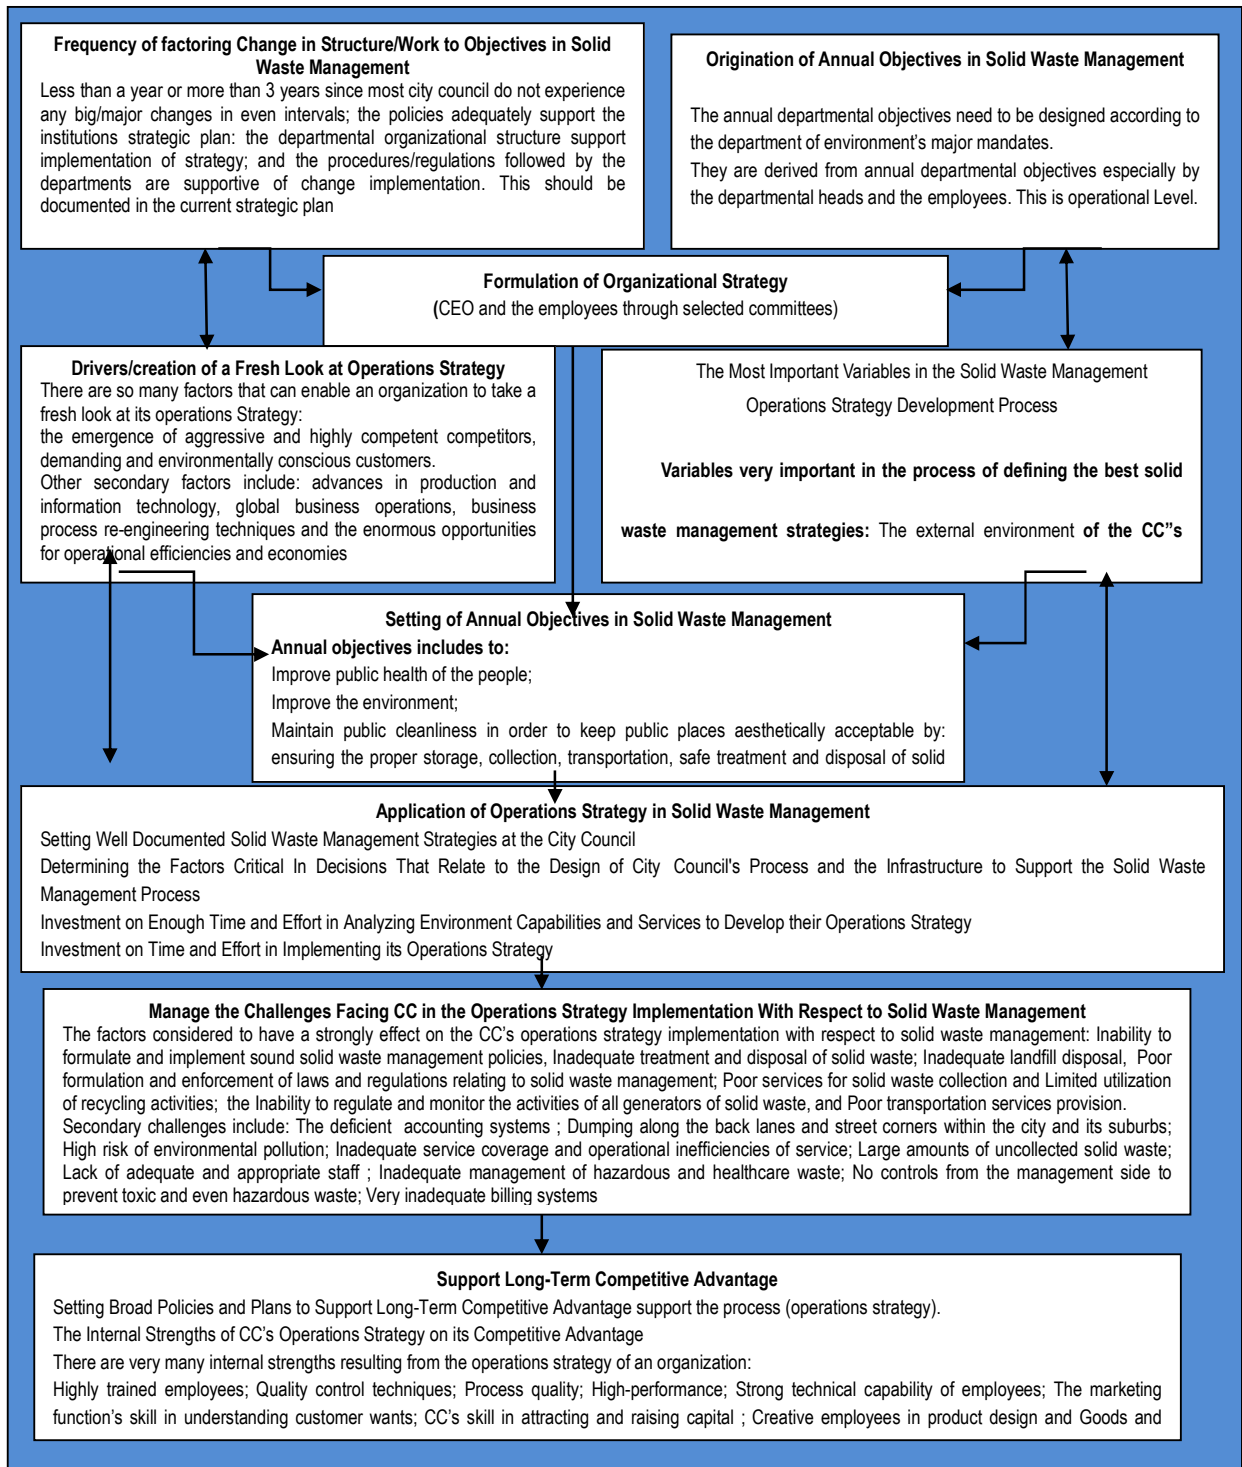 Frequency of factoring Change in Structure/Work to Objectives in Solid
Waste Management
Less than a year or more than 3 years since most city council do not experience
any big/major changes in even intervals; the policies adequately support the
institutions strategic plan: the departmental organizational structure support
implementation of strategy; and the procedures/regulations followed by the
departments are supportive of change implementation. This should be
documented in the current strategic plan
Origination of Annual Objectives in Solid Waste Management
The annual departmental objectives need to be designed according to
the department of environment's major mandates.
They are derived from annual departmental objectives especially by
the departmental heads and the employees. This is operational Level.
Formulation of Organizational Strategy
(CEO and the employees through selected committees)
Drivers/creation of a Fresh Look at Operations Strategy
There are so many factors that can enable an organization to take a
fresh look at its operations Strategy:
the emergence of aggressive and highly competent competitors,
demanding and environmentally conscious customers.
Other secondary factors include: advances in production and
information technology, global business operations, business
process re-engineering techniques and the enormous opportunities
for operational efficiencies and economies
The Most Important Variables in the Solid Waste Management
Operations Strategy Development Process
Variables very important in the process of defining the best solid
waste management strategies: The external environment of the CC"s
Setting of Annual Objectives in Solid Waste Management
Annual objectives includes to:
Improve public health of the people;
Improve the environment;
Maintain public cleanliness in order to keep public places aesthetically acceptable by:
ensuring the proper storage, collection, transportation, safe treatment and disposal of solid
Application of Operations Strategy in Solid Waste Management
Setting Well Documented Solid Waste Management Strategies at the City Council
Determining the Factors Critical In Decisions That Relate to the Design of City Council's Process and the Infrastructure to Support the Solid Waste
Management Process
Investment on Enough Time and Effort in Analyzing Environment Capabilities and Services to Develop their Operations Strategy
Investment on Time and Effort in Implementing its Operations Strategy
Manage the Challenges Facing CC in the Operations Strategy Implementation With Respect to Solid Waste Management
The factors considered to have a strongly effect on the CC's operations strategy implementation with respect to solid waste management: Inability to
formulate and implement sound solid waste management policies, Inadequate treatment and disposal of solid waste; Inadequate landfill disposal, Poor
formulation and enforcement of laws and regulations relating to solid waste management; Poor services for solid waste collection and Limited utilization
of recycling activities; the Inability to regulate and monitor the activities of all generators of solid waste, and Poor transportation services provision.
Secondary challenges include: The deficient accounting systems ; Dumping along the back lanes and street corners within the city and its suburbs;
High risk of environmental pollution; Inadequate service coverage and operational inefficiencies of service; Large amounts of uncollected solid waste;
Lack of adequate and appropriate staff ; Inadequate management of hazardous and healthcare waste; No controls from the management side to
prevent toxic and even hazardous waste; Very inadequate billing systems
Support Long-Term Competitive Advantage
Setting Broad Policies and Plans to Support Long-Term Competitive Advantage support the process (operations strategy).
The Internal Strengths of CC's Operations Strategy on its Competitive Advantage
There are very many internal strengths resulting from the operations strategy of an organization:
Highly trained employees; Quality control techniques; Process quality; High-performance; Strong technical capability of employees; The marketing
function's skill in understanding customer wants; CC's skill in attracting and raising capital ; Creative employees in product design and Goods and